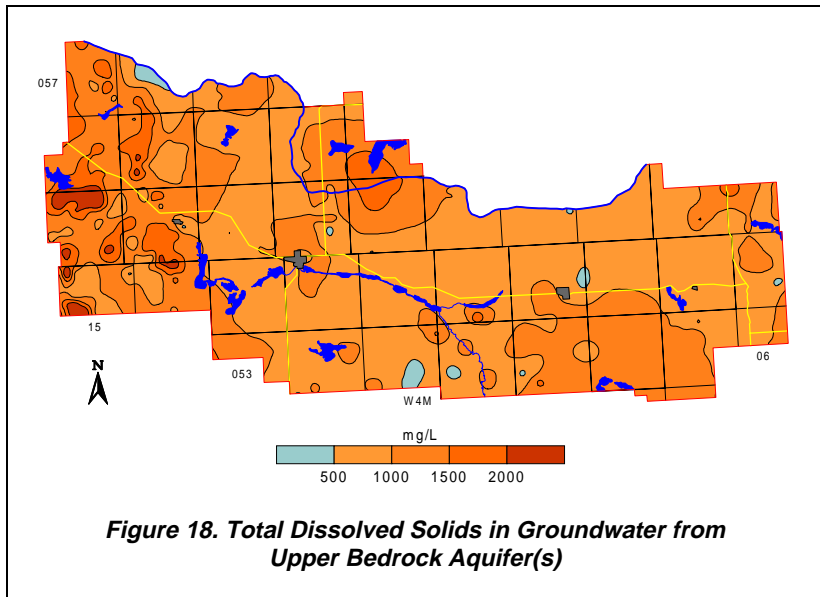 057
15
N
053
W4M
06
mg/L
500 1000 1500 2000
Figure 18. Total Dissolved Solids in Groundwater from
Upper Bedrock Aquifer(s)